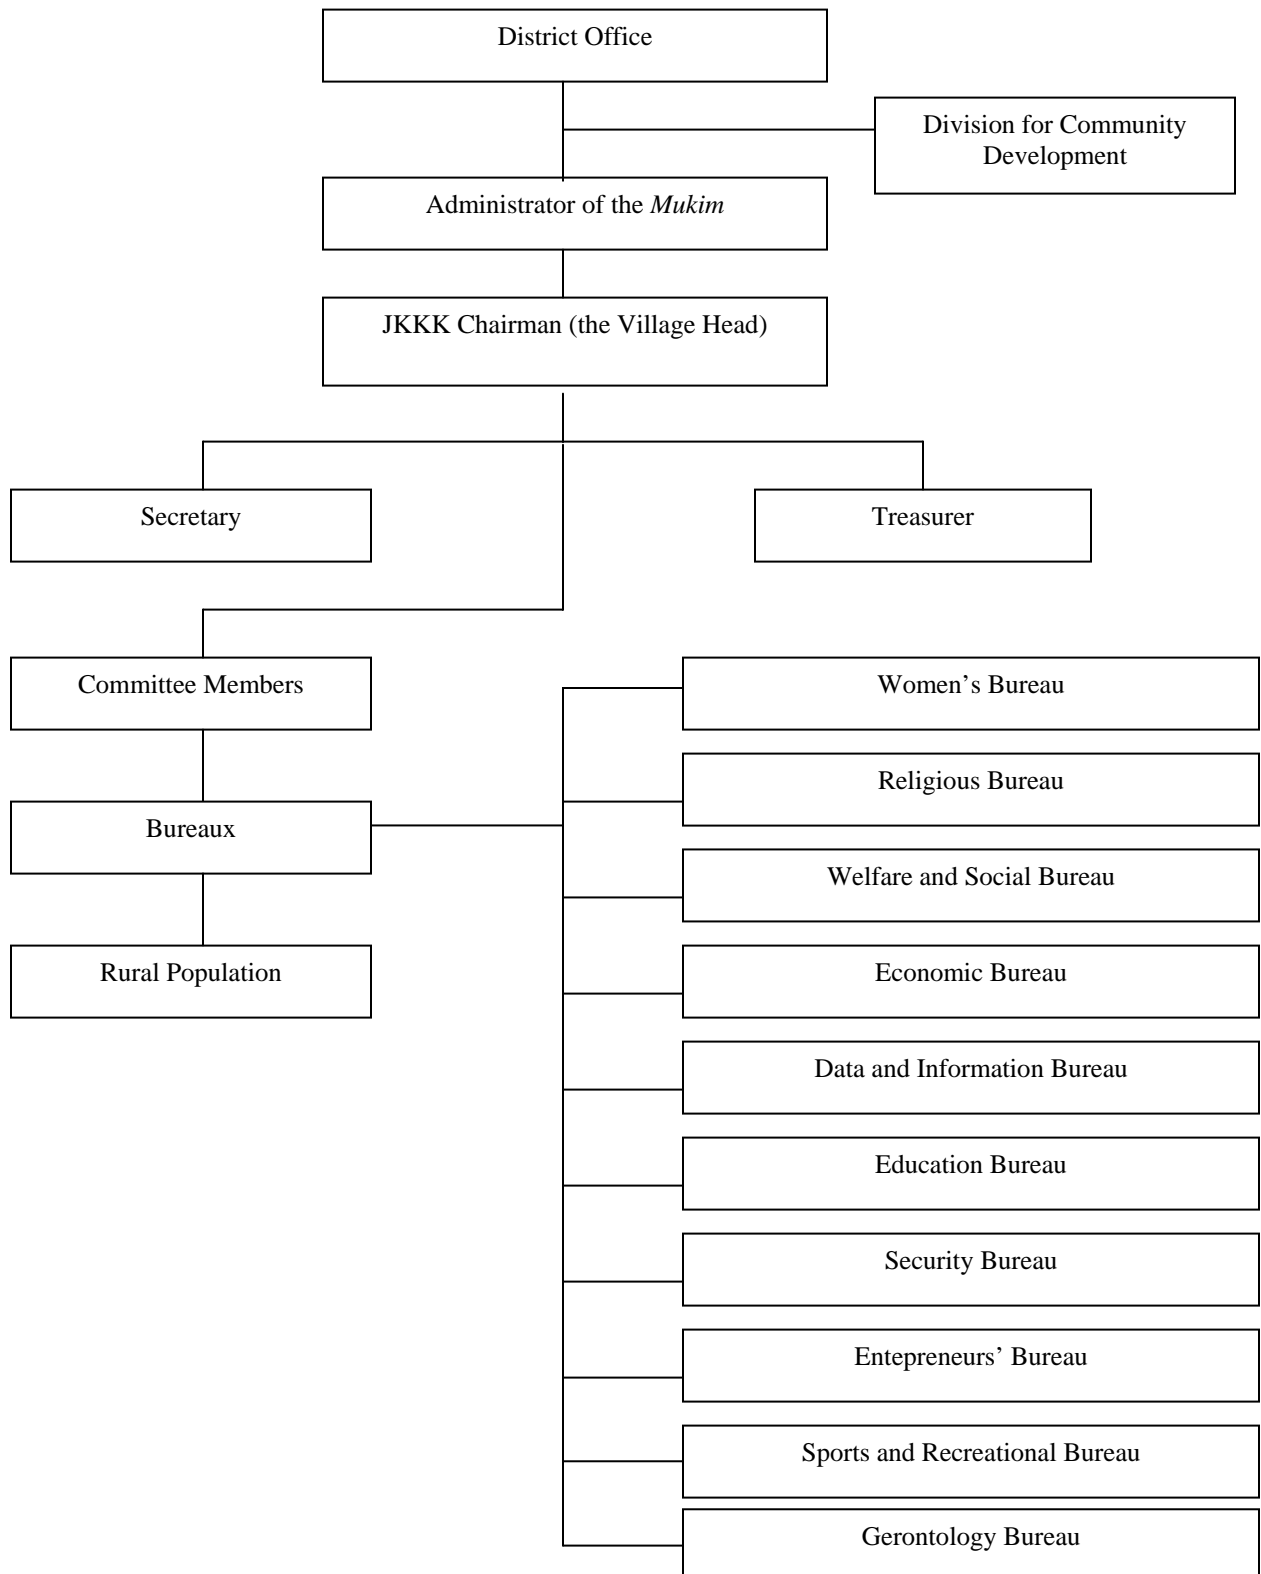 District Office
Division for Community
Development
Administrator of the Mukim
JKKK Chairman (the Village Head)
Secretary
Treasurer
Committee Members
Women’s Bureau
Religious Bureau
Bureaux
Welfare and Social Bureau
Rural Population
Economic Bureau
Data and Information Bureau
Education Bureau
Security Bureau
Entepreneurs’ Bureau
Sports and Recreational Bureau
Gerontology Bureau